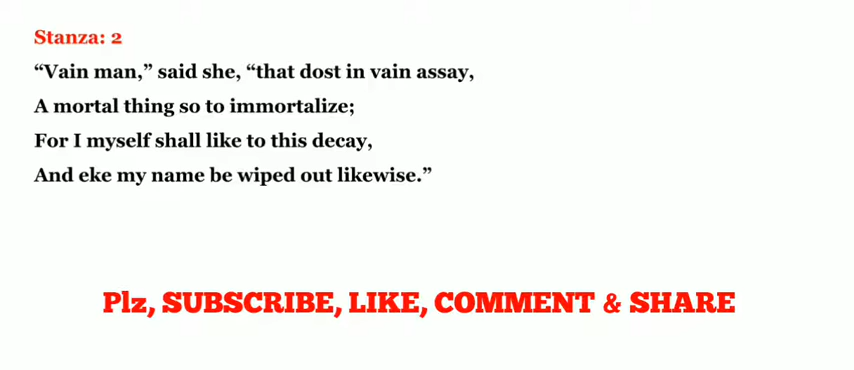 Stanza: 2
“Vain man,” said she, “that dost in vain assay,
A mortal thing so to immortalize;
For I myself shall like to this decay,
And eke my name be wiped out likewise.”
Plz, SUBSCRIBE, LIKE, COMMENT & SHARE